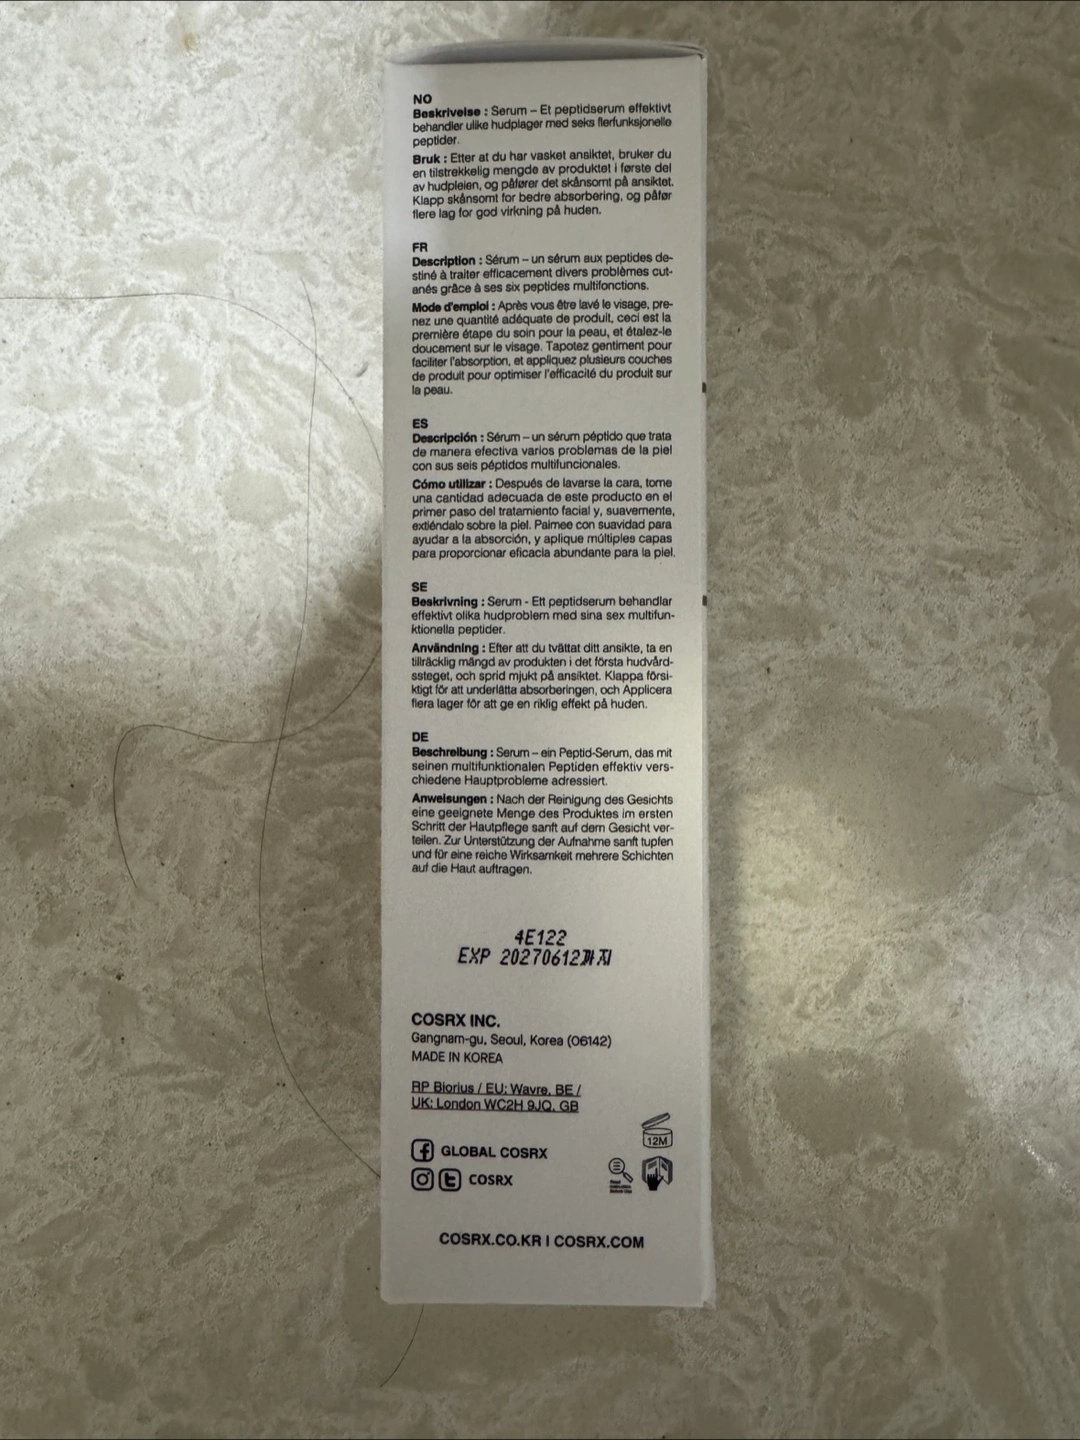 NO
Beskrivelse : Serum – Et peptidserum effektivt
behandler ulike hudplager med seks flerfunksjonelle
peptider.
Bruk : Etter at du har vasket ansiktet, bruker du
en tilstrekkelig mengde av produktet i første del
av hudpleien, og påfører det skånsomt på ansiktet.
Klapp skånsomt for bedre absorbering, og påfør
flere lag for god virkning på huden.
FR
Description : Sérum – un sérum aux peptides de-
stiné à traiter efficacement divers problèmes cut-
anés grâce à ses six peptides multifonctions.
Mode d'emploi : Après vous être lavé le visage, pre-
nez une quantité adéquate de produit, ceci est la
première étape du soin pour la peau, et étalez-le
doucement sur le visage. Tapotez gentiment pour
faciliter l'absorption, et appliquez plusieurs couches
de produit pour optimiser l'efficacité du produit sur
la peau.
ES
Descripción : Sérum – un sérum péptido que trata
de manera efectiva varios problemas de la piel
con sus seis péptidos multifuncionales.
Cómo utilizar : Después de lavarse la cara, tome
una cantidad adecuada de este producto en el
primer paso del tratamiento facial y, suavemente,
extiéndalo sobre la piel. Palmee con suavidad para
ayudar a la absorción, y aplique múltiples capas
para proporcionar eficacia abundante para la piel.
SE
Beskrivning : Serum - Ett peptidserum behandlar
effektivt olika hudproblem med sina sex multifun-
ktionella peptider.
Användning : Efter att du tvättat ditt ansikte, ta en
tillräcklig mängd av produkten i det första hudvård-
ssteget, och sprid mjukt på ansiktet. Klappa försi-
ktigt för att underlätta absorberingen, och Applicera
flera lager för att ge en riklig effekt på huden.
DE
Beschreibung : Serum – ein Peptid-Serum, das mit
seinen multifunktionalen Peptiden effektiv vers-
chiedene Hauptprobleme adressiert.
Anweisungen : Nach der Reinigung des Gesichts
eine geeignete Menge des Produktes im ersten
Schritt der Hautpflege sanft auf dem Gesicht ver-
teilen. Zur Unterstützung der Aufnahme sanft tupfen
und für eine reiche Wirksamkeit mehrere Schichten
auf die Haut auftragen.
4E122
EXP 20270612까지
COSRX INC.
Gangnam-gu, Seoul, Korea (06142)
MADE IN KOREA
RP Biorius / EU: Wavre, BE /
UK: London WC2H 9JQ, GB
12M
GLOBAL COSRX
COSRX
COSRX.CO.KR I COSRX.COM